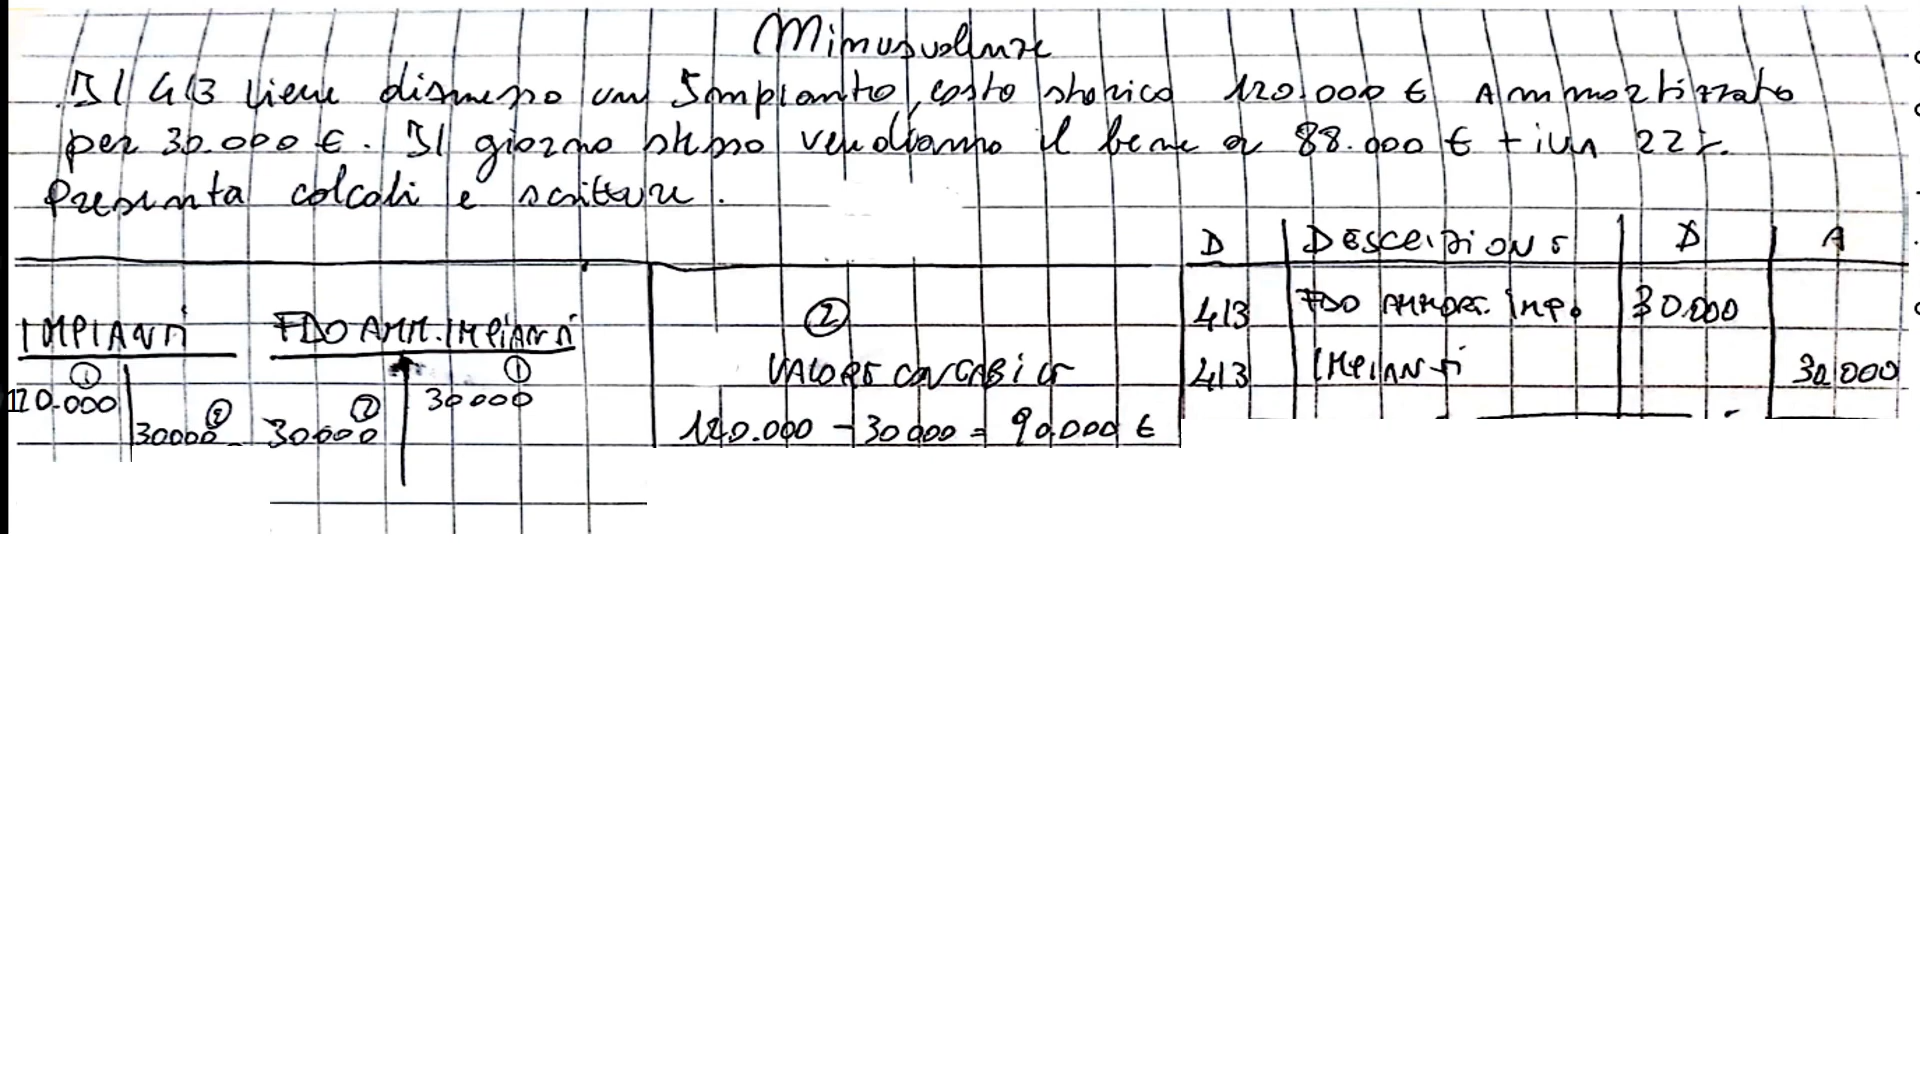 Minusvalenze
Il 4/3 viene dismesso un Impianto, costo storico 120.000 € Ammortizzato
per 30.000 €. Il giorno stesso vendiamo il bene a 88.000 € + iva 22%.
Presenta calcoli e scritture.
D DESCRIZIONE D A
4/3 FDO AMMORT. IMP. 30.000
4/3 IMPIANTI 30.000
IMPIANTI FDO AMM. IMPIANTI
1 1
120.000 30000
2 2
30000 30000
2
VALORE CONTABILE
120.000 - 30000 = 90.000 €